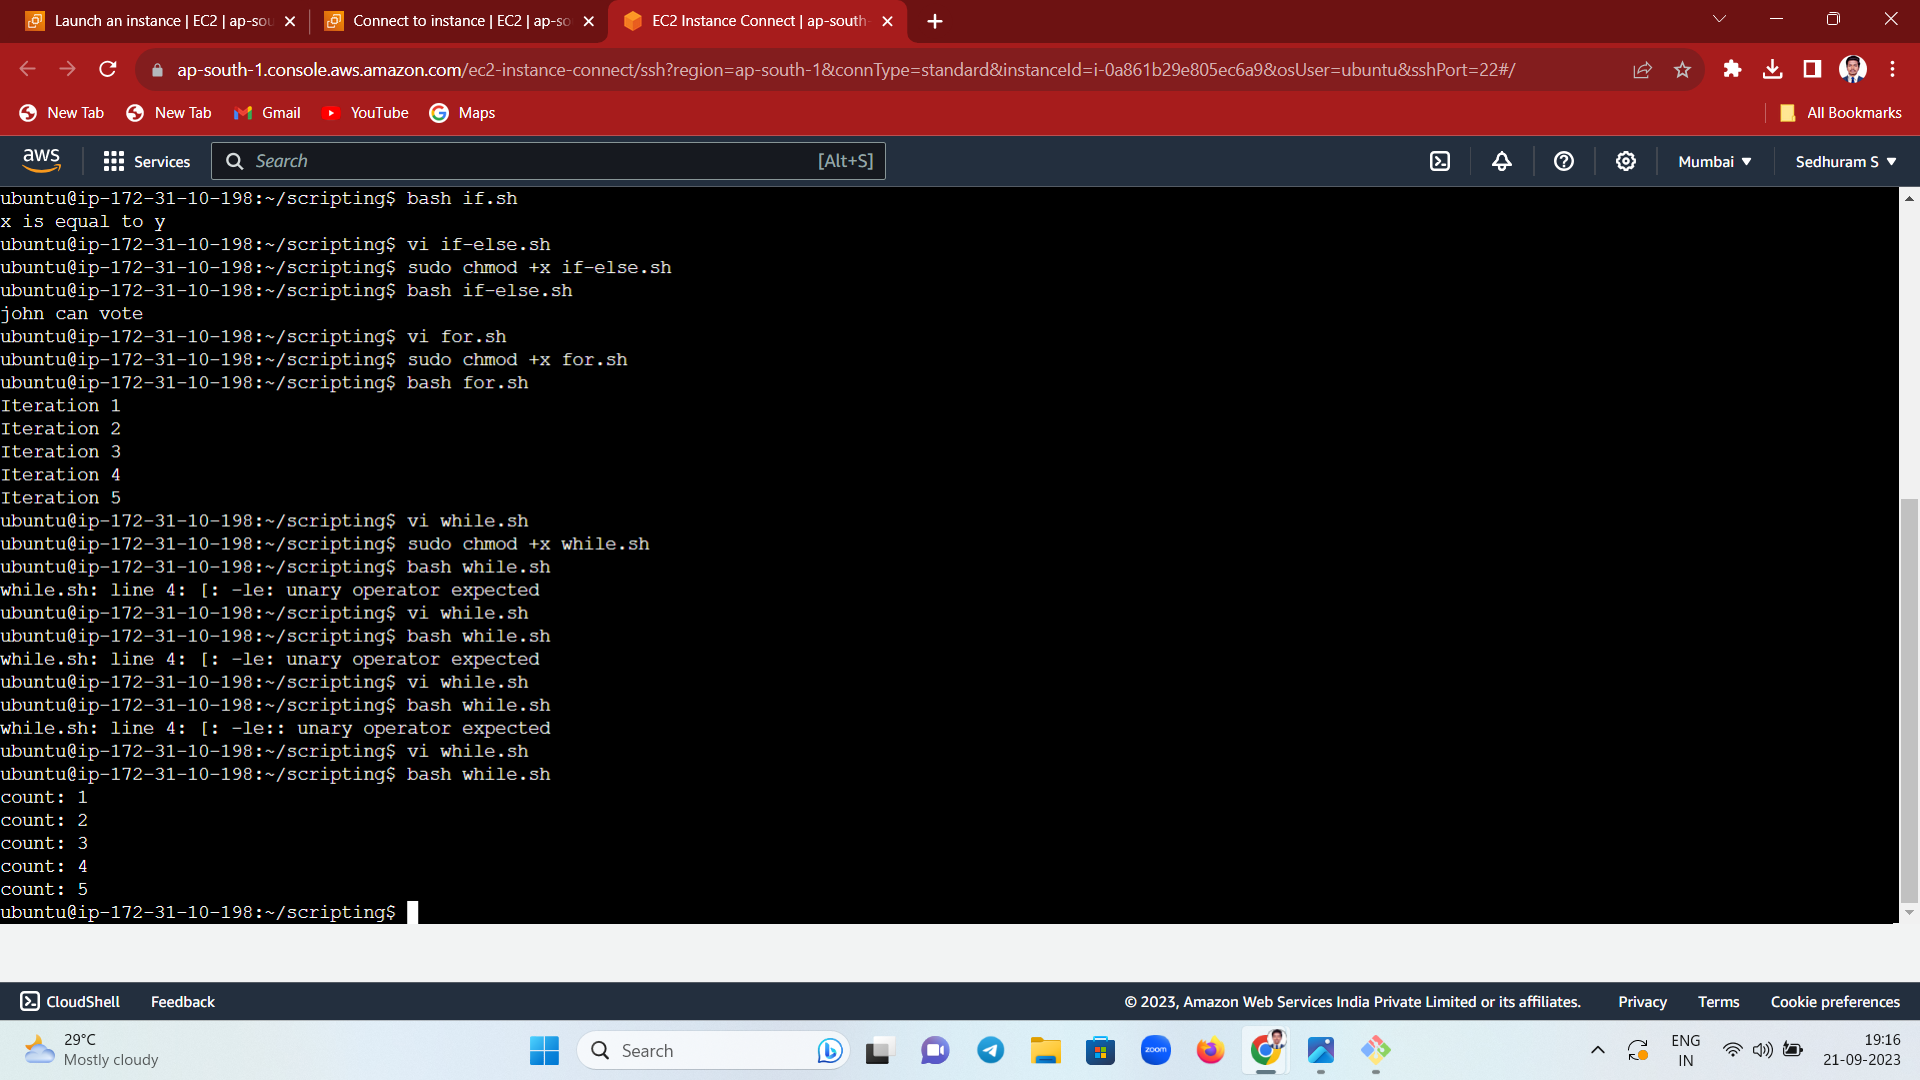 Launch an instance | EC2 | ap-sou
Connect to instance | EC2 | ap-so
EC2 Instance Connect | ap-south-
ap-south-1.console.aws.amazon.com/ec2-instance-connect/ssh?region=ap-south-1&connType=standard&instanceId=i-0a861b29e805ec6a9&osUser=ubuntu&sshPort=22#/
New Tab
New Tab
Gmail
YouTube
Maps
All Bookmarks
aws
Services
Search
[Alt+S]
Mumbai
Sedhuram S
ubuntu@ip-172-31-10-198:~/scripting$ bash if.sh
x is equal to y
ubuntu@ip-172-31-10-198:~/scripting$ vi if-else.sh
ubuntu@ip-172-31-10-198:~/scripting$ sudo chmod +x if-else.sh
ubuntu@ip-172-31-10-198:~/scripting$ bash if-else.sh
john can vote
ubuntu@ip-172-31-10-198:~/scripting$ vi for.sh
ubuntu@ip-172-31-10-198:~/scripting$ sudo chmod +x for.sh
ubuntu@ip-172-31-10-198:~/scripting$ bash for.sh
Iteration 1
Iteration 2
Iteration 3
Iteration 4
Iteration 5
ubuntu@ip-172-31-10-198:~/scripting$ vi while.sh
ubuntu@ip-172-31-10-198:~/scripting$ sudo chmod +x while.sh
ubuntu@ip-172-31-10-198:~/scripting$ bash while.sh
while.sh: line 4: [: -le: unary operator expected
ubuntu@ip-172-31-10-198:~/scripting$ vi while.sh
ubuntu@ip-172-31-10-198:~/scripting$ bash while.sh
while.sh: line 4: [: -le: unary operator expected
ubuntu@ip-172-31-10-198:~/scripting$ vi while.sh
ubuntu@ip-172-31-10-198:~/scripting$ bash while.sh
while.sh: line 4: [: -le:: unary operator expected
ubuntu@ip-172-31-10-198:~/scripting$ vi while.sh
ubuntu@ip-172-31-10-198:~/scripting$ bash while.sh
count: 1
count: 2
count: 3
count: 4
count: 5
ubuntu@ip-172-31-10-198:~/scripting$
CloudShell
Feedback
© 2023, Amazon Web Services India Private Limited or its affiliates.
Privacy
Terms
Cookie preferences
29°C
Mostly cloudy
Search
zoom
ENG
IN
19:16
21-09-2023